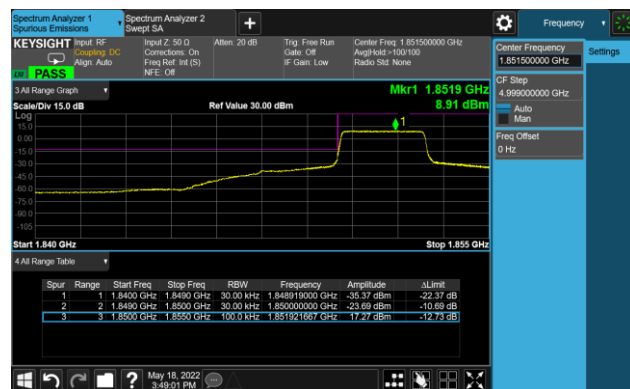 Spectrum Analyzer 1
Spurious Emissions
Spectrum Analyzer 2
Swept SA
Frequency
KEYSIGHT
Input: RF
Coupling: DC
Align: Auto
Input Z: 50 Ω
Corrections: On
Freq Ref: Int (S)
NFE: Off
Atten: 20 dB
Trig: Free Run
Gate: Off
IF Gain: Low
Center Freq: 1.851500000 GHz
Avg|Hold:>100/100
Radio Std: None
PASS
Center Frequency
1.851500000 GHz
Settings
CF Step
4.999000000 MHz
Auto
Man
Freq Offset
0 Hz
3 All Range Graph
Mkr1 1.8519 GHz
8.91 dBm
Scale/Div 15.0 dB
Ref Value 30.00 dBm
Log
15.0
0.00
-15.0
-30.0
-45.0
-60.0
-75.0
-90.0
-105
1
Start 1.840 GHz
Stop 1.855 GHz
4 All Range Table
Spur Range Start Freq Stop Freq RBW Frequency Amplitude ΔLimit
1 1 1.8400 GHz 1.8490 GHz 30.00 kHz 1.848919000 GHz -35.37 dBm -22.37 dB
2 2 1.8490 GHz 1.8500 GHz 30.00 kHz 1.850000000 GHz -23.69 dBm -10.69 dB
3 3 1.8500 GHz 1.8550 GHz 100.0 kHz 1.851921667 GHz 17.27 dBm -12.73 dB
May 18, 2022
3:49:01 PM